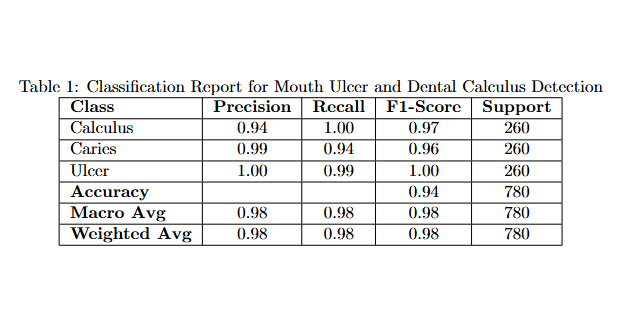 Table 1: Classification Report for Mouth Ulcer and Dental Calculus Detection
Class Precision Recall F1-Score Support
Calculus 0.94 1.00 0.97 260
Caries 0.99 0.94 0.96 260
Ulcer 1.00 0.99 1.00 260
Accuracy 0.94 780
Macro Avg 0.98 0.98 0.98 780
Weighted Avg 0.98 0.98 0.98 780